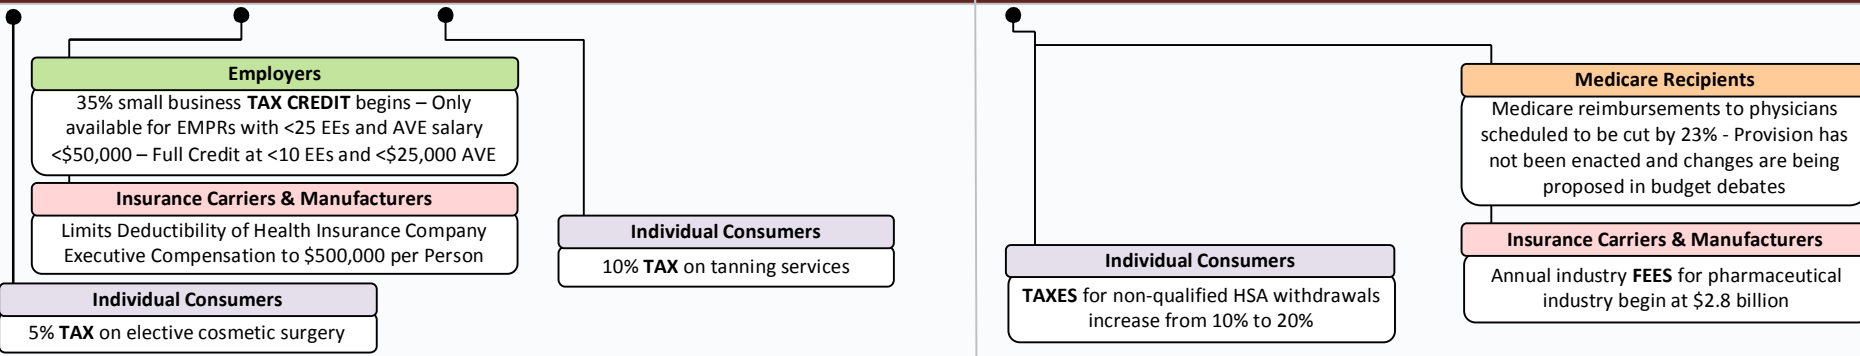 Employers
35% small business TAX CREDIT begins – Only
available for EMPRs with <25 EEs and AVE salary
<$50,000 – Full Credit at <10 EEs and <$25,000 AVE
Insurance Carriers & Manufacturers
Limits Deductibility of Health Insurance Company
Executive Compensation to $500,000 per Person
Individual Consumers
5% TAX on elective cosmetic surgery
Individual Consumers
10% TAX on tanning services
Individual Consumers
TAXES for non-qualified HSA withdrawals
increase from 10% to 20%
Medicare Recipients
Medicare reimbursements to physicians
scheduled to be cut by 23% - Provision has
not been enacted and changes are being
proposed in budget debates
Insurance Carriers & Manufacturers
Annual industry FEES for pharmaceutical
industry begin at $2.8 billion